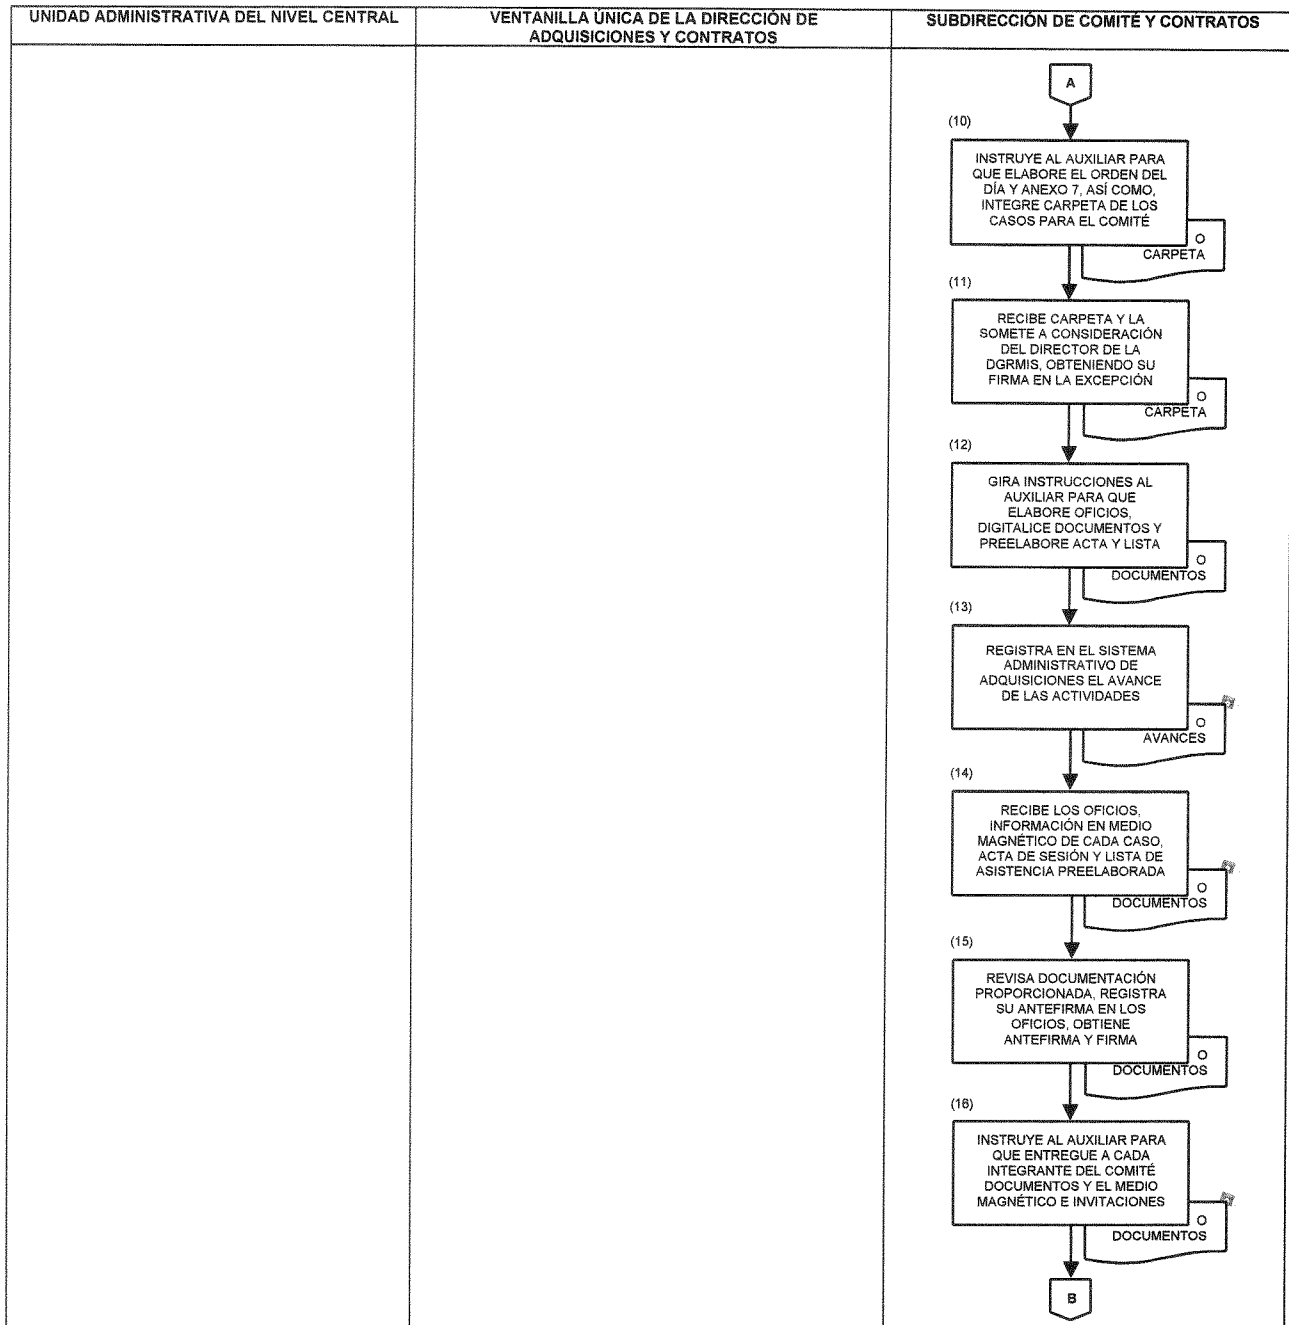 UNIDAD ADMINISTRATIVA DEL NIVEL CENTRAL
VENTANILLA ÚNICA DE LA DIRECCIÓN DE
ADQUISICIONES Y CONTRATOS
SUBDIRECCIÓN DE COMITÉ Y CONTRATOS
A
(10)
INSTRUYE AL AUXILIAR PARA
QUE ELABORE EL ORDEN DEL
DÍA Y ANEXO 7, ASÍ COMO,
INTEGRE CARPETA DE LOS
CASOS PARA EL COMITÉ
O
CARPETA
(11)
RECIBE CARPETA Y LA
SOMETE A CONSIDERACIÓN
DEL DIRECTOR DE LA
DGRMIS, OBTENIENDO SU
FIRMA EN LA EXCEPCIÓN
O
CARPETA
(12)
GIRA INSTRUCCIONES AL
AUXILIAR PARA QUE
ELABORE OFICIOS,
DIGITALICE DOCUMENTOS Y
PREELABORE ACTA Y LISTA
O
DOCUMENTOS
(13)
REGISTRA EN EL SISTEMA
ADMINISTRATIVO DE
ADQUISICIONES EL AVANCE
DE LAS ACTIVIDADES
O
AVANCES
(14)
RECIBE LOS OFICIOS,
INFORMACIÓN EN MEDIO
MAGNÉTICO DE CADA CASO,
ACTA DE SESIÓN Y LISTA DE
ASISTENCIA PREELABORADA
O
DOCUMENTOS
(15)
REVISA DOCUMENTACIÓN
PROPORCIONADA, REGISTRA
SU ANTEFIRMA EN LOS
OFICIOS, OBTIENE
ANTEFIRMA Y FIRMA
O
DOCUMENTOS
(16)
INSTRUYE AL AUXILIAR PARA
QUE ENTREGUE A CADA
INTEGRANTE DEL COMITÉ
DOCUMENTOS Y EL MEDIO
MAGNÉTICO E INVITACIONES
O
DOCUMENTOS
B